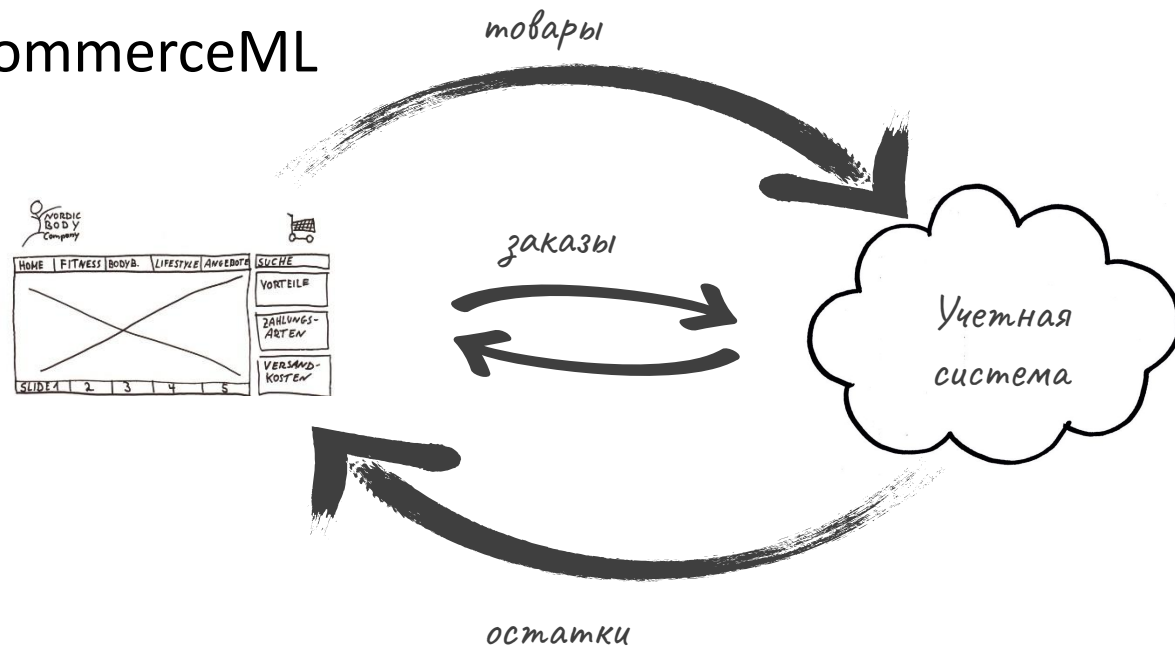 ommerceML
товары
NORDIC
BODY
Company
заказы
HOME FITNESS BODYB. LIFESTYLE ANGEBOTE SUCHE
VORTEILE
ZAHLUNGS-
ARTEN
VERSAND-
KOSTEN
SLIDE 1 2 3 4 5
Учетная
система
остатки